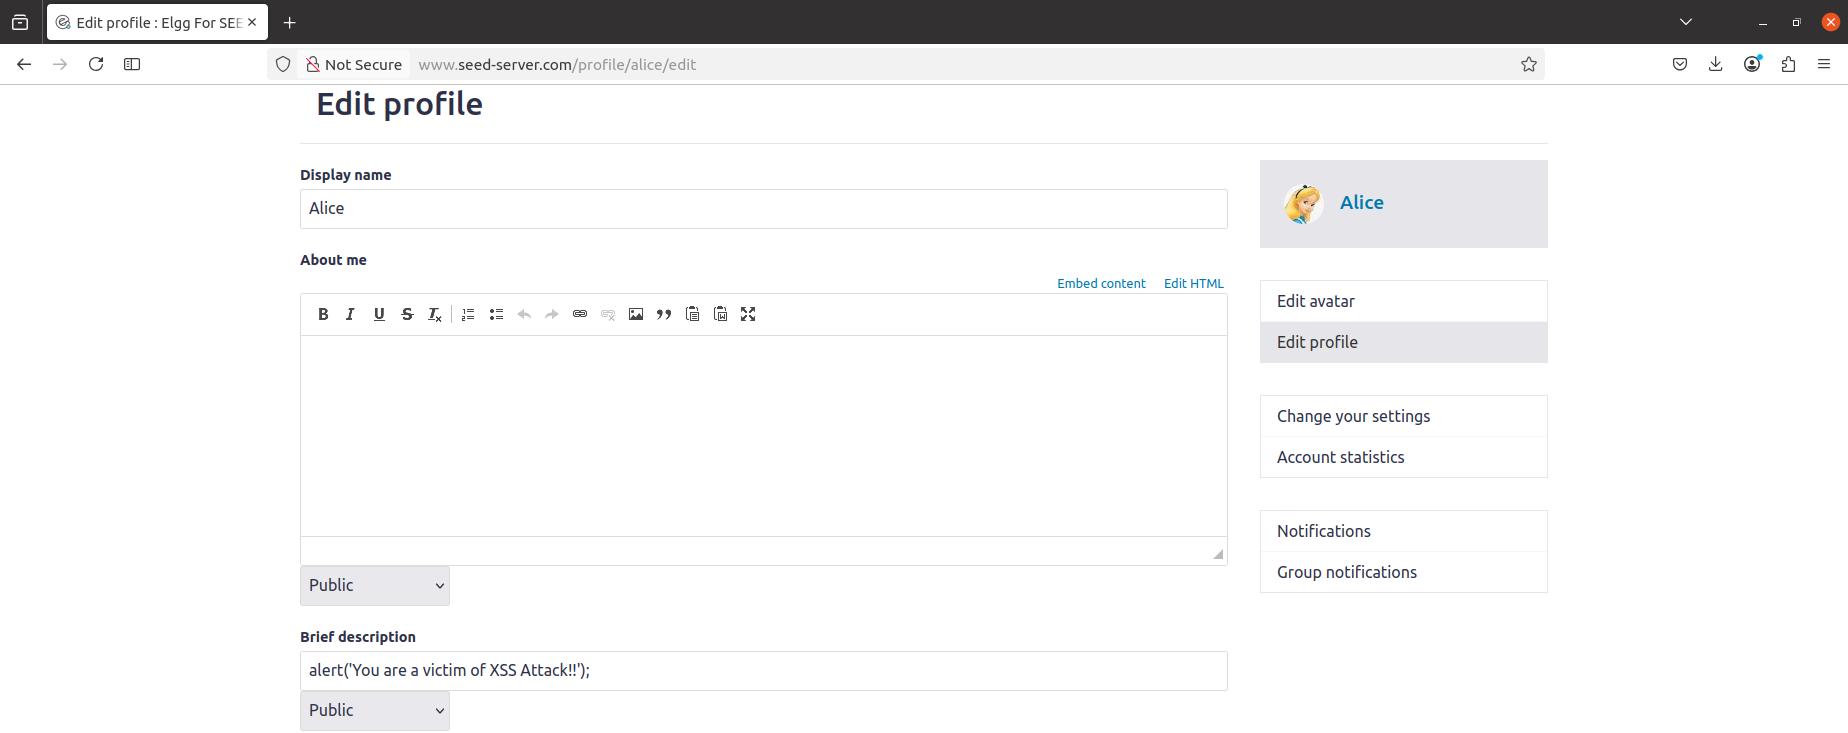 Edit profile : Elgg For SEE
Not Secure
www.seed-server.com/profile/alice/edit
Edit profile
Display name
Alice
About me
Embed content Edit HTML
B I U S Tx
Public
Brief description
alert('You are a victim of XSS Attack!!');
Public
Alice
Edit avatar
Edit profile
Change your settings
Account statistics
Notifications
Group notifications